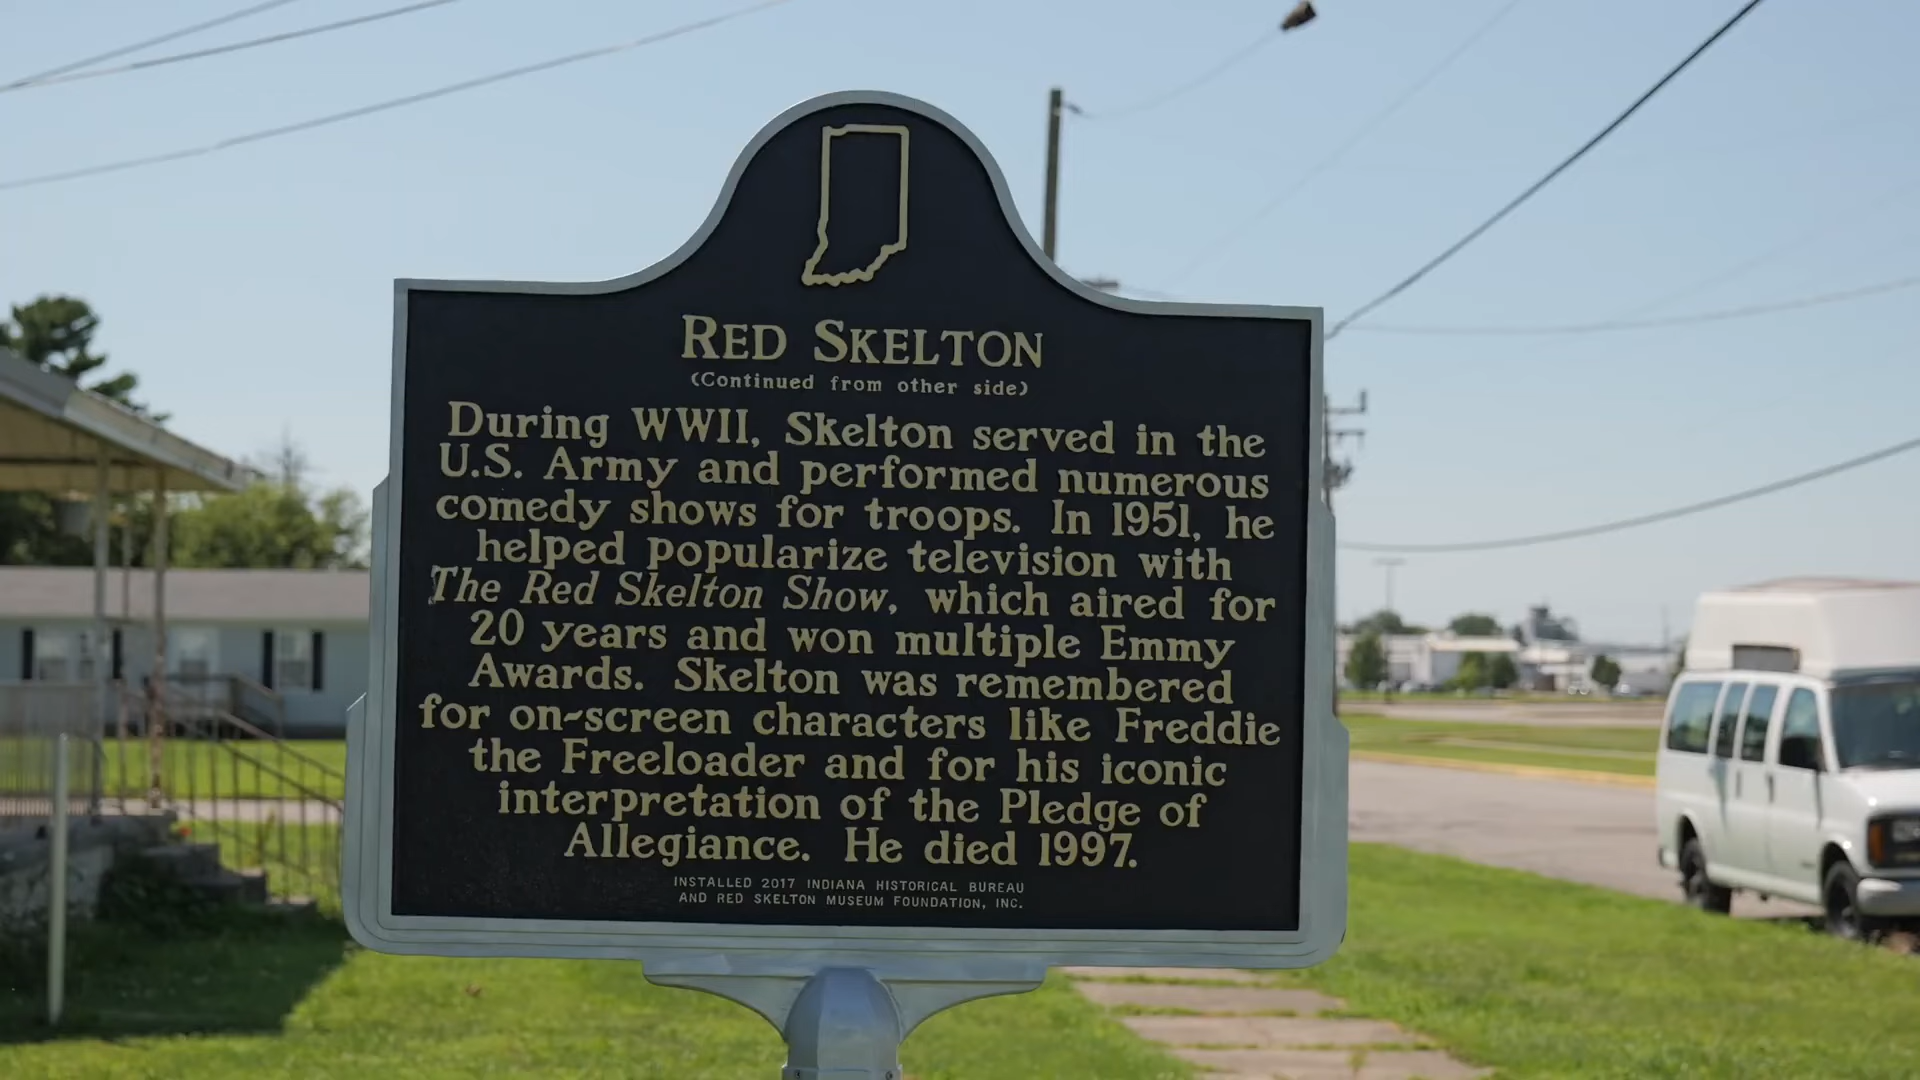 RED SKELTON
(Continued from other side)
During WWII, Skelton served in the
U.S. Army and performed numerous
comedy shows for troops. In 1951, he
helped popularize television with
The Red Skelton Show, which aired for
20 years and won multiple Emmy
Awards. Skelton was remembered
for on-screen characters like Freddie
the Freeloader and for his iconic
interpretation of the Pledge of
Allegiance. He died 1997.
INSTALLED 2017 INDIANA HISTORICAL BUREAU
AND RED SKELTON MUSEUM FOUNDATION, INC.